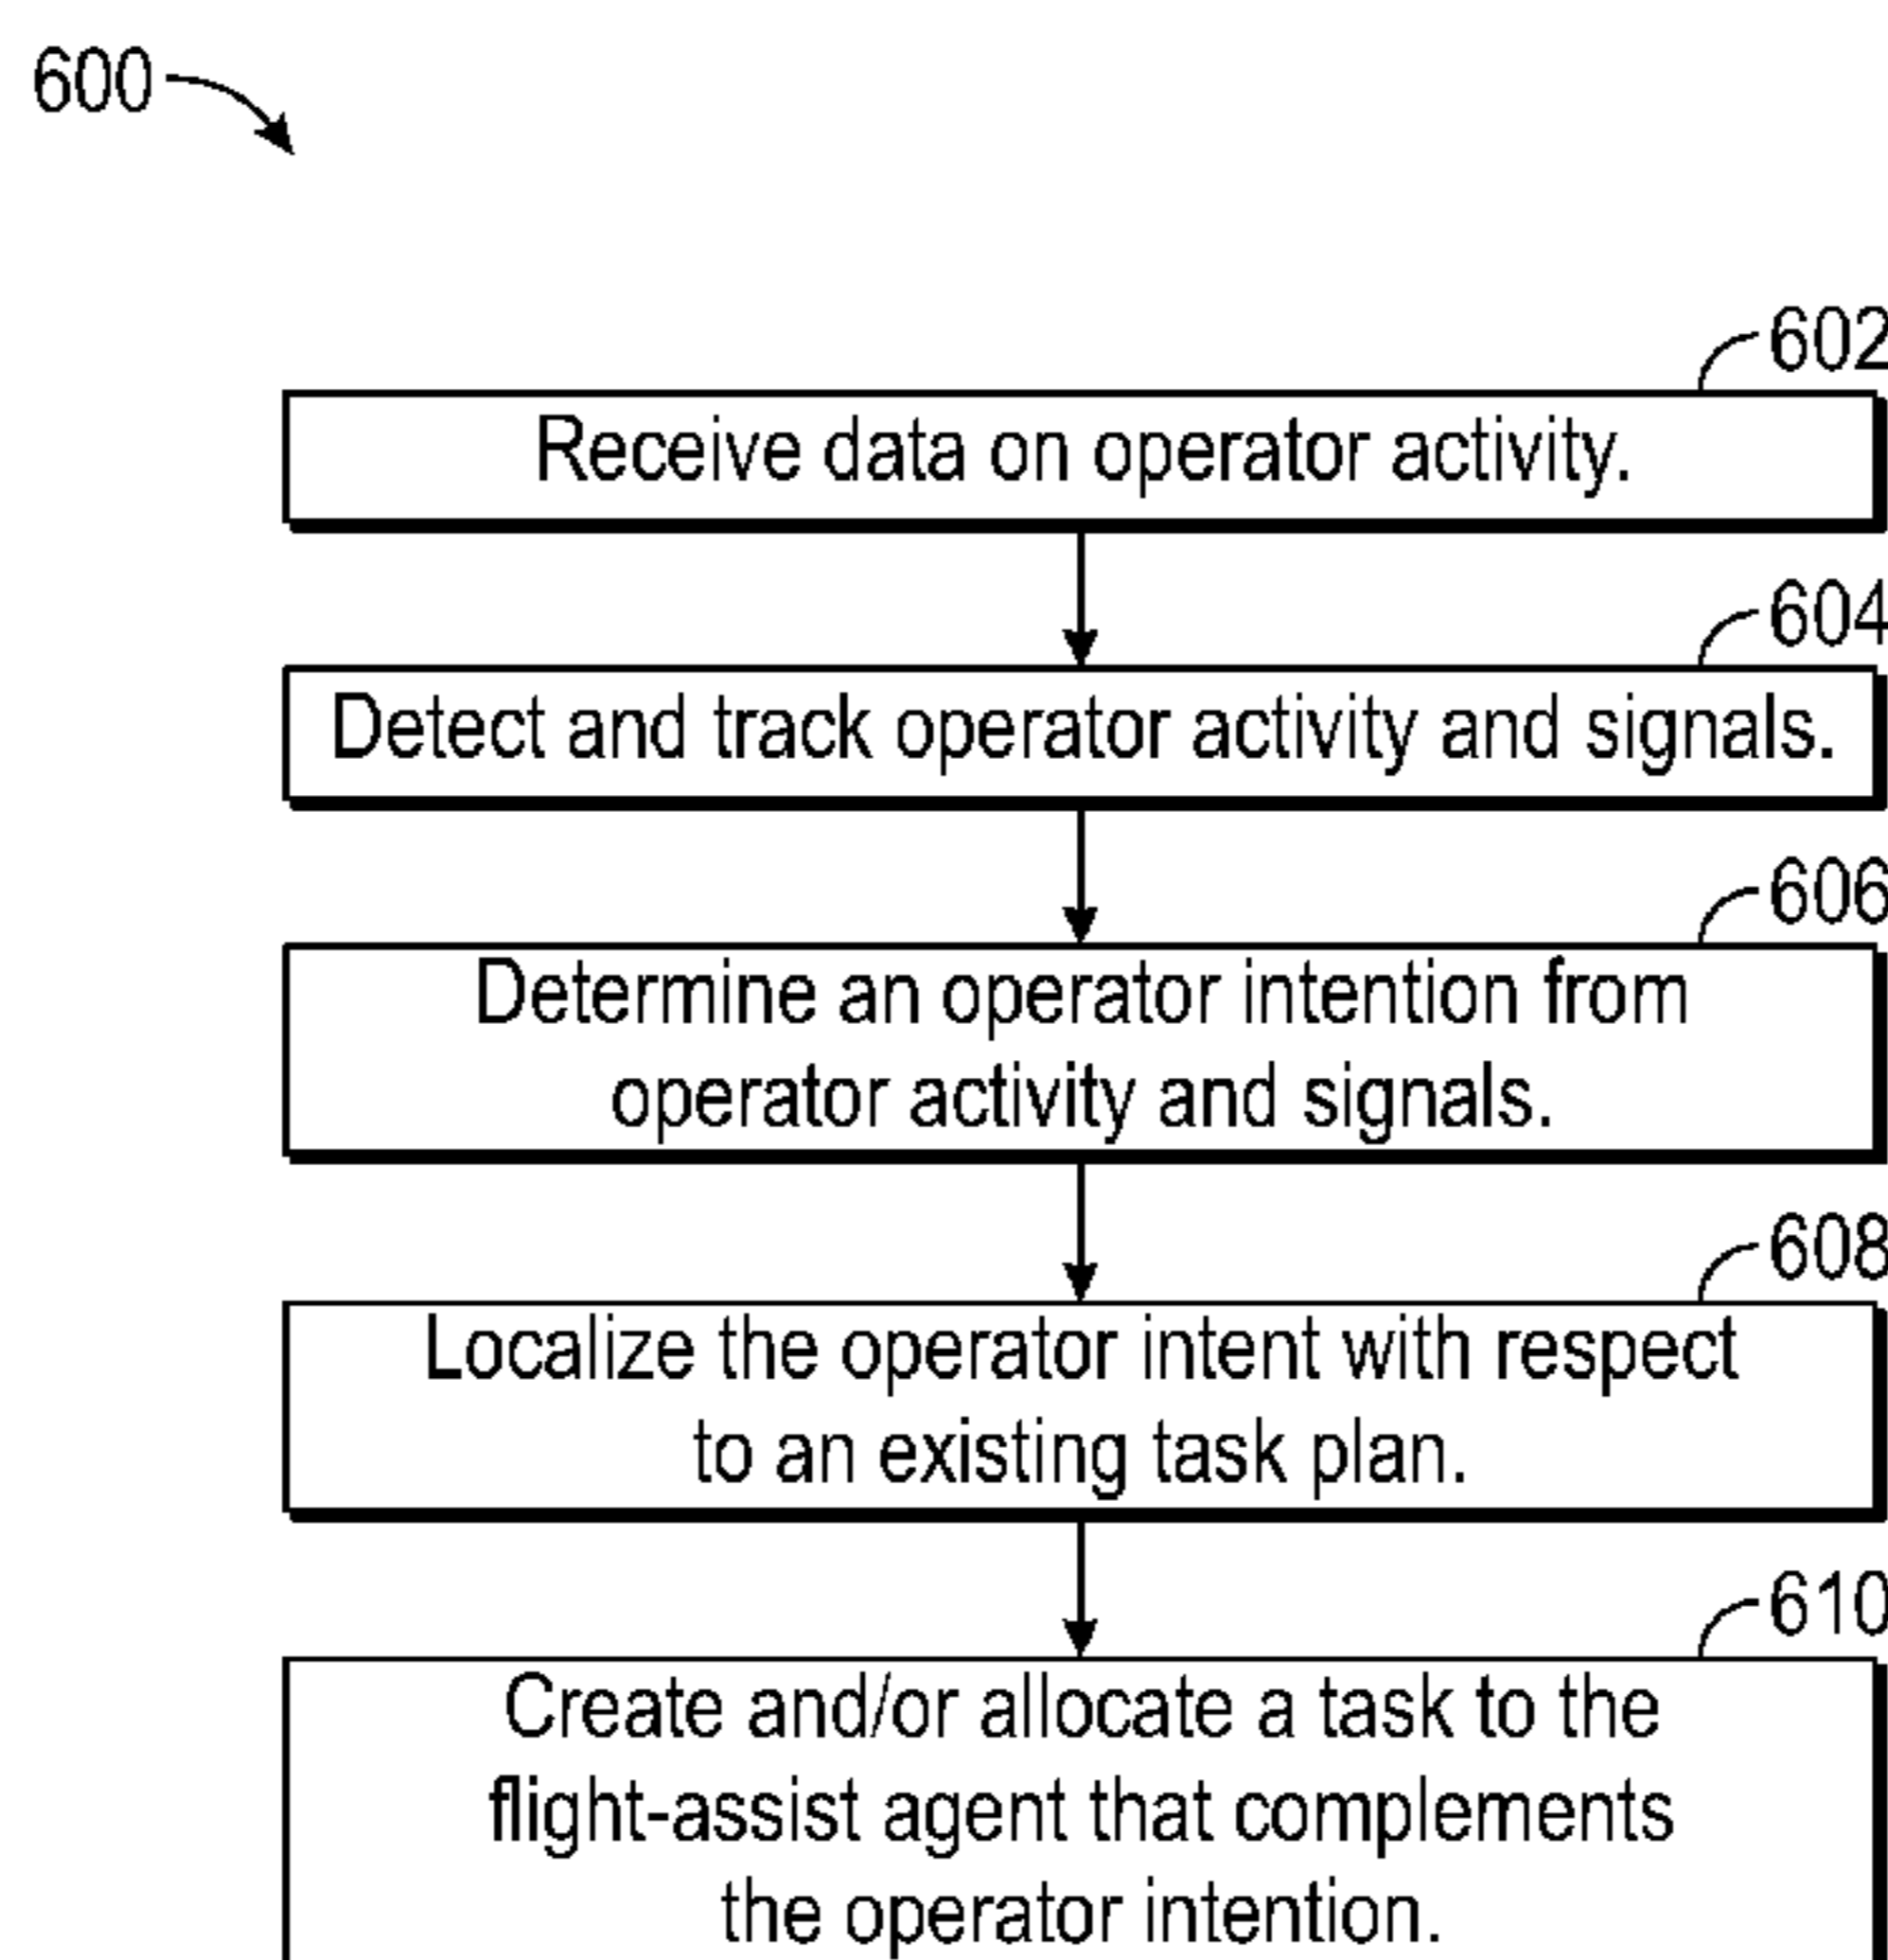 600
602
Receive data on operator activity.
604
Detect and track operator activity and signals.
606
Determine an operator intention from
operator activity and signals.
608
Localize the operator intent with respect
to an existing task plan.
610
Create and/or allocate a task to the
flight-assist agent that complements
the operator intention.